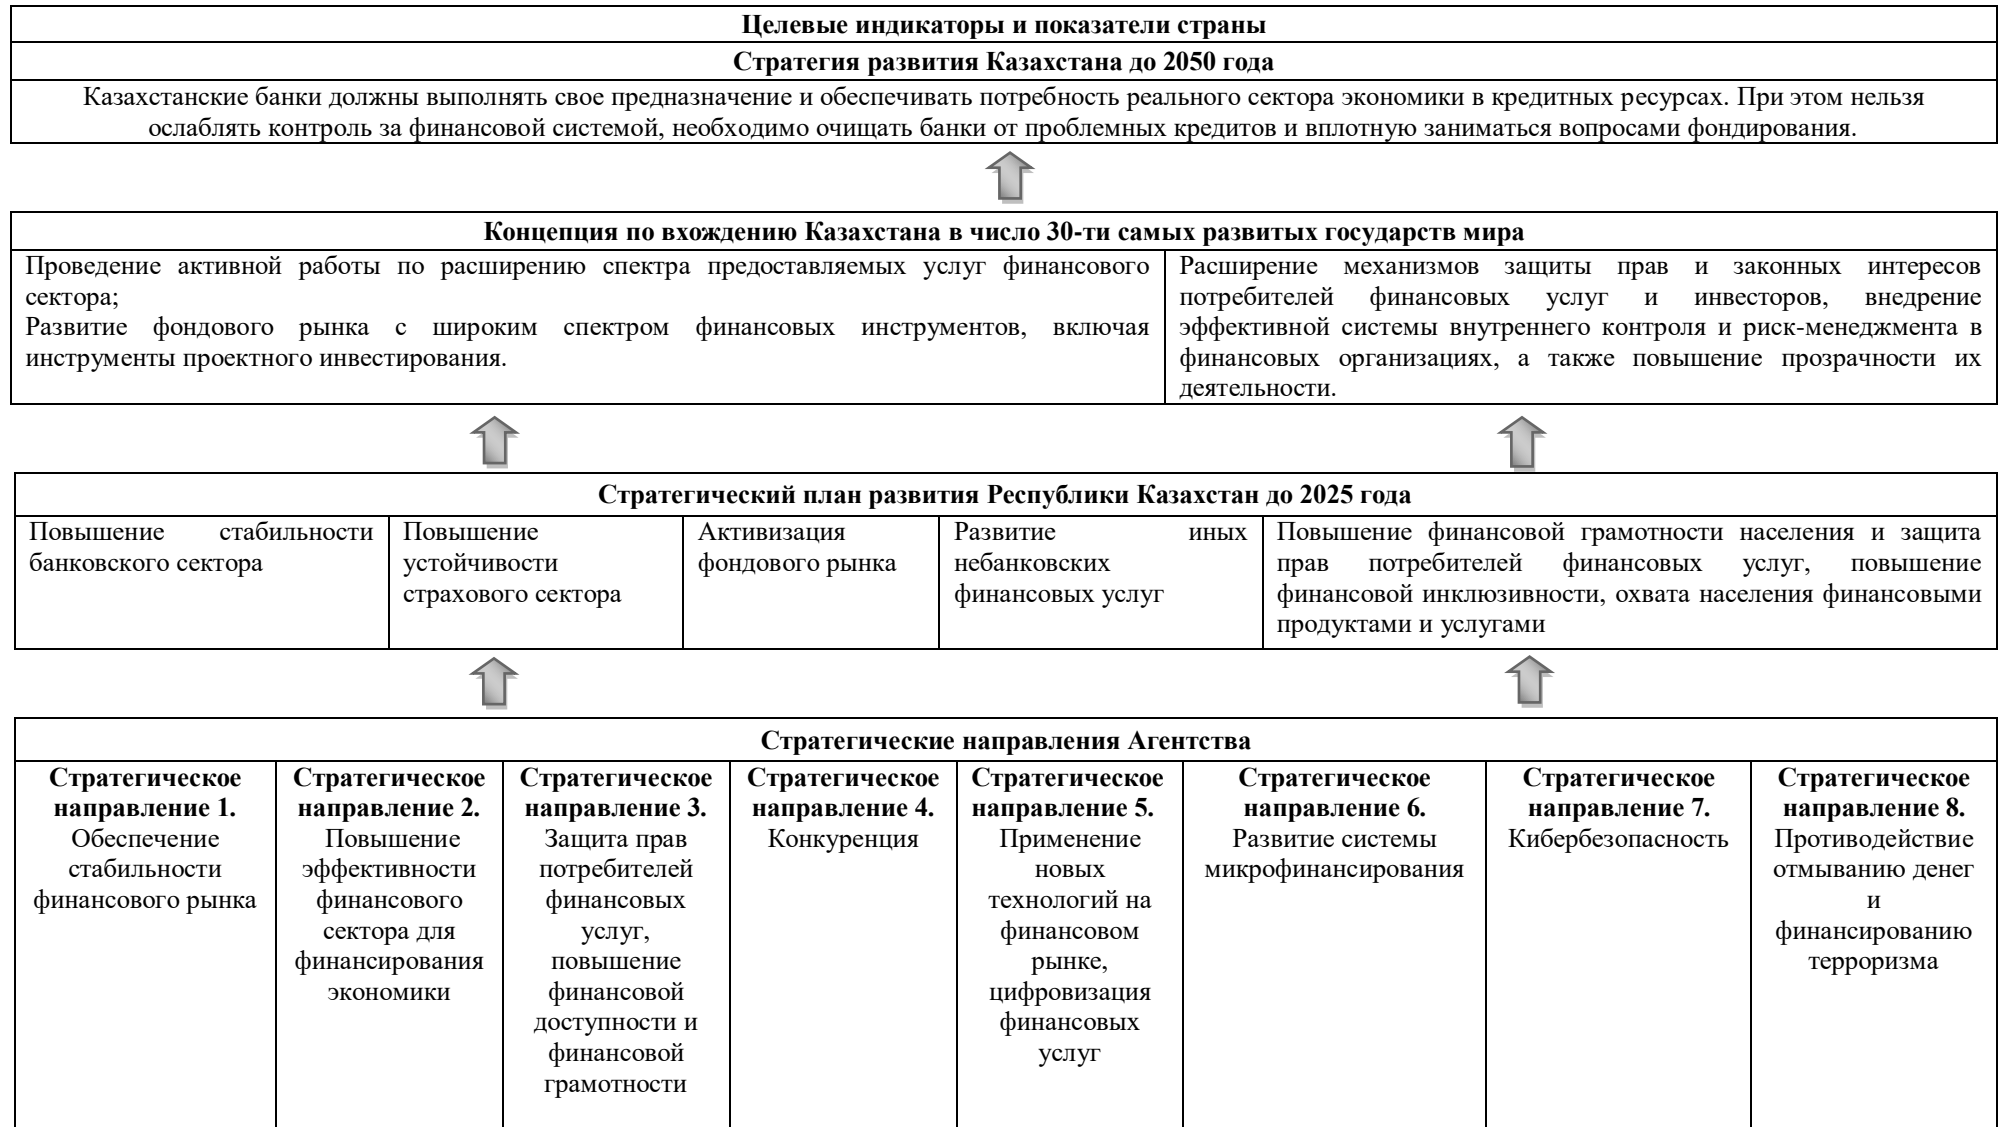 Целевые индикаторы и показатели страны
Стратегия развития Казахстана до 2050 года
Казахстанские банки должны выполнять свое предназначение и обеспечивать потребность реального сектора экономики в кредитных ресурсах. При этом нельзя
ослаблять контроль за финансовой системой, необходимо очищать банки от проблемных кредитов и вплотную заниматься вопросами фондирования.
Концепция по вхождению Казахстана в число 30-ти самых развитых государств мира
Проведение активной работы по расширению спектра предоставляемых услуг финансового
сектора;
Развитие фондового рынка с широким спектром финансовых инструментов, включая
инструменты проектного инвестирования.
Расширение механизмов защиты прав и законных интересов
потребителей финансовых услуг и инвесторов, внедрение
эффективной системы внутреннего контроля и риск-менеджмента в
финансовых организациях, а также повышение прозрачности их
деятельности.
Стратегический план развития Республики Казахстан до 2025 года
Повышение стабильности
банковского сектора
Повышение
устойчивости
страхового сектора
Активизация
фондового рынка
Развитие иных
небанковских
финансовых услуг
Повышение финансовой грамотности населения и защита
прав потребителей финансовых услуг, повышение
финансовой инклюзивности, охвата населения финансовыми
продуктами и услугами
Стратегические направления Агентства
Стратегическое
направление 1.
Обеспечение
стабильности
финансового рынка
Стратегическое
направление 2.
Повышение
эффективности
финансового
сектора для
финансирования
экономики
Стратегическое
направление 3.
Защита прав
потребителей
финансовых
услуг,
повышение
финансовой
доступности и
финансовой
грамотности
Стратегическое
направление 4.
Конкуренция
Стратегическое
направление 5.
Применение
новых
технологий на
финансовом
рынке,
цифровизация
финансовых
услуг
Стратегическое
направление 6.
Развитие системы
микрофинансирования
Стратегическое
направление 7.
Кибербезопасность
Стратегическое
направление 8.
Противодействие
отмыванию денег
и
финансированию
терроризма